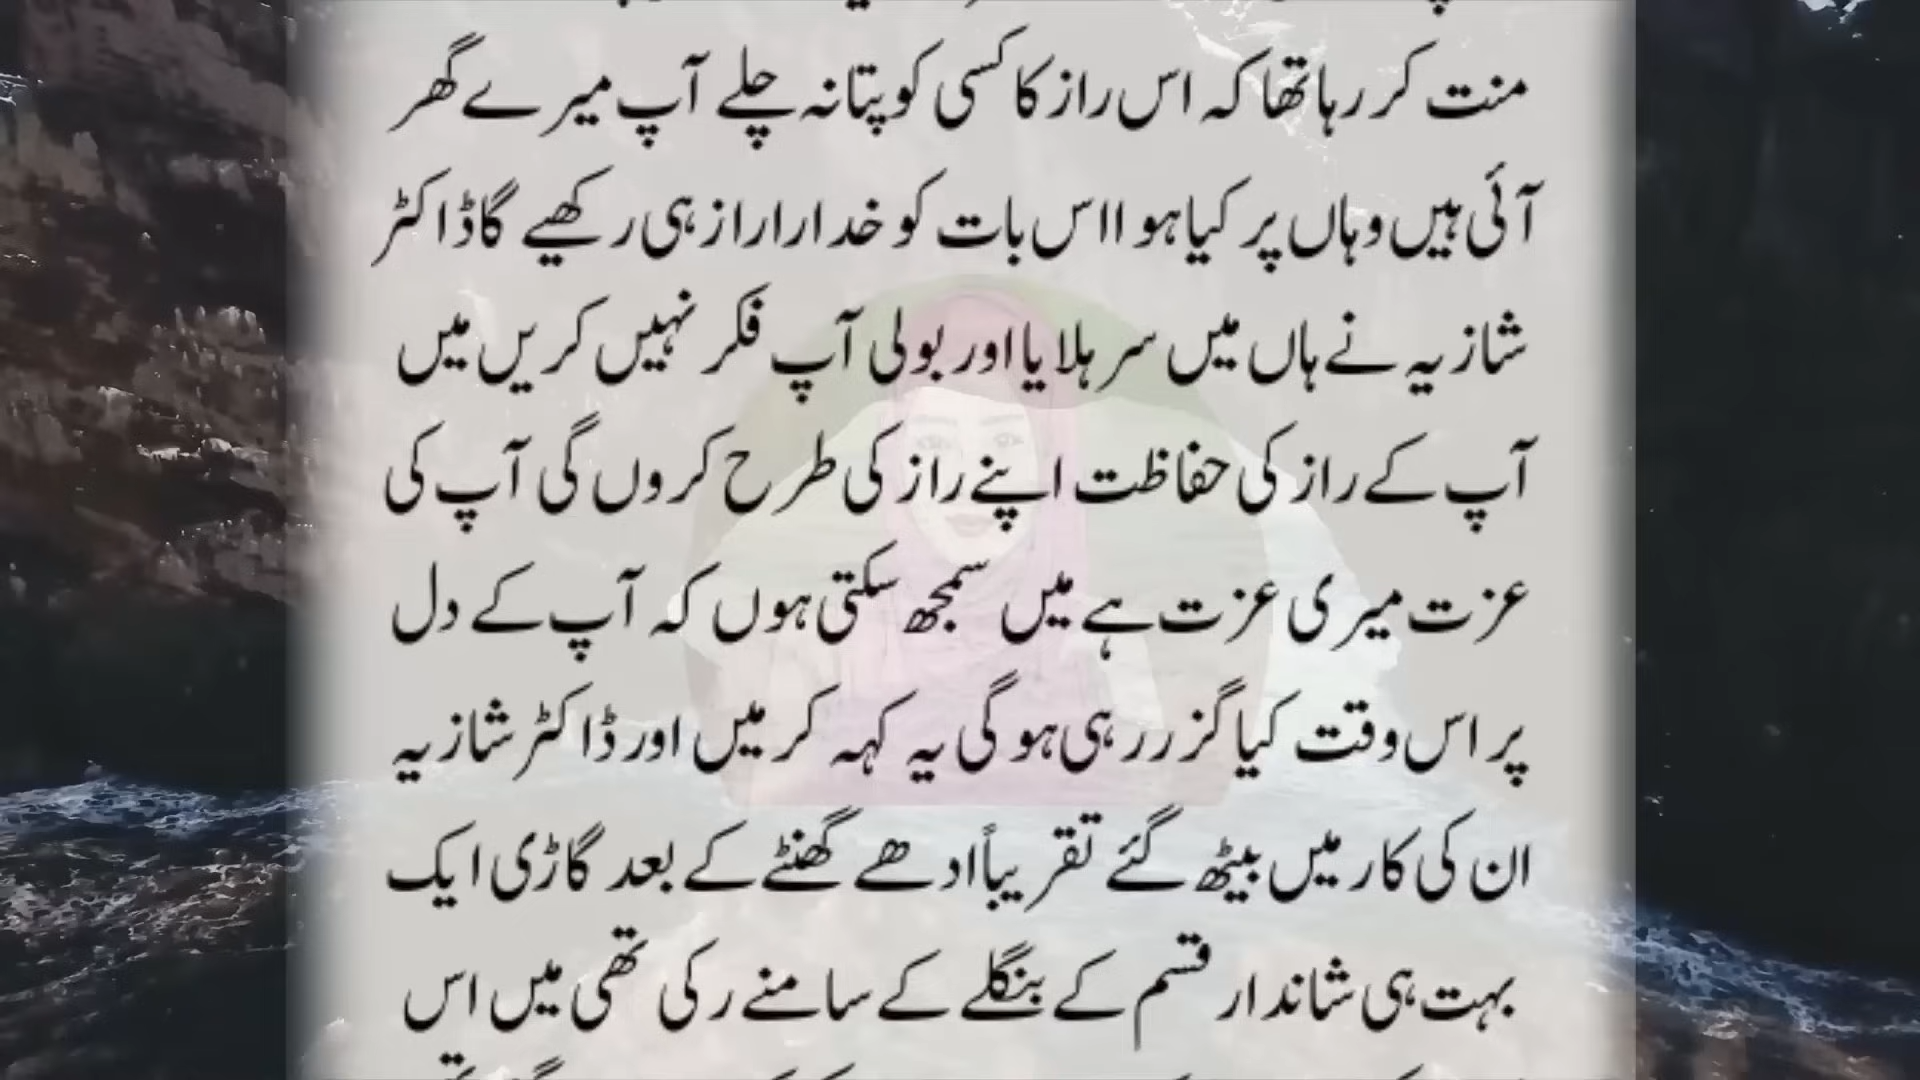 منت کر رہا تھا کہ اس راز کا کسی کو پتا نہ چلے آپ میرے گھر
آئی ہیں وہاں پر کیا ہوا اس بات کو خدارا راز ہی رکھیے گا ڈاکٹر
شازیہ نے ہاں میں سر ہلایا اور بولی آپ فکر نہیں کریں میں
آپ کے راز کی حفاظت اپنے راز کی طرح کروں گی آپ کی
عزت میری عزت ہے میں سمجھ سکتی ہوں کہ آپ کے دل
پر اس وقت کیا گزر رہی ہو گی یہ کہہ کر میں اور ڈاکٹر شازیہ
ان کی کار میں بیٹھ گئے تقریباً ادھے گھنٹے کے بعد گاڑی ایک
بہت ہی شاندار قسم کے بنگلے کے سامنے رکی تھی میں اس